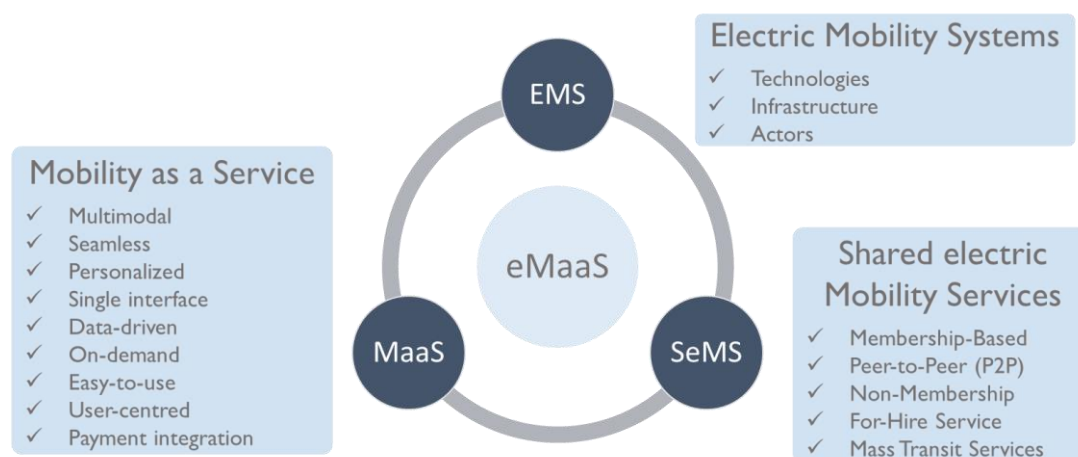 Electric Mobility Systems
✓ Technologies
✓ Infrastructure
✓ Actors
EMS
Mobility as a Service
✓ Multimodal
✓ Seamless
✓ Personalized
✓ Single interface
✓ Data-driven
✓ On-demand
✓ Easy-to-use
✓ User-centred
✓ Payment integration
eMaaS
MaaS
SeMS
Shared electric
Mobility Services
✓ Membership-Based
✓ Peer-to-Peer (P2P)
✓ Non-Membership
✓ For-Hire Service
✓ Mass Transit Services